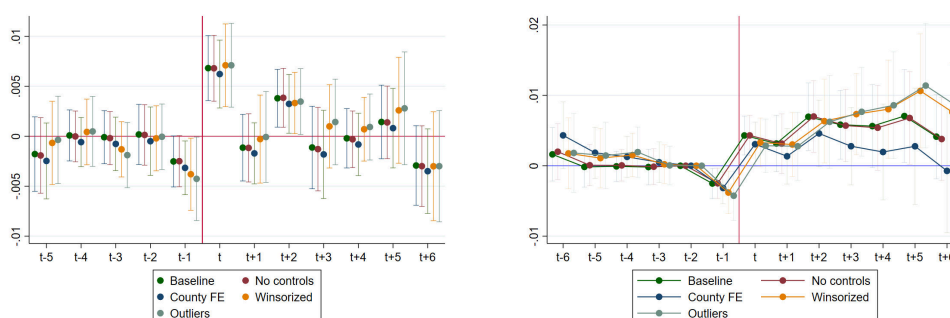 .01
.005
0
-.005
-.01
t-5 t-4 t-3 t-2 t-1 t t+1 t+2 t+3 t+4 t+5 t+6
Baseline No controls
County FE Winsorized
Outliers
.02
.01
0
-.01
t-6 t-5 t-4 t-3 t-2 t-1 t t+1 t+2 t+3 t+4 t+5
Baseline No controls
County FE Winsorized
Outliers